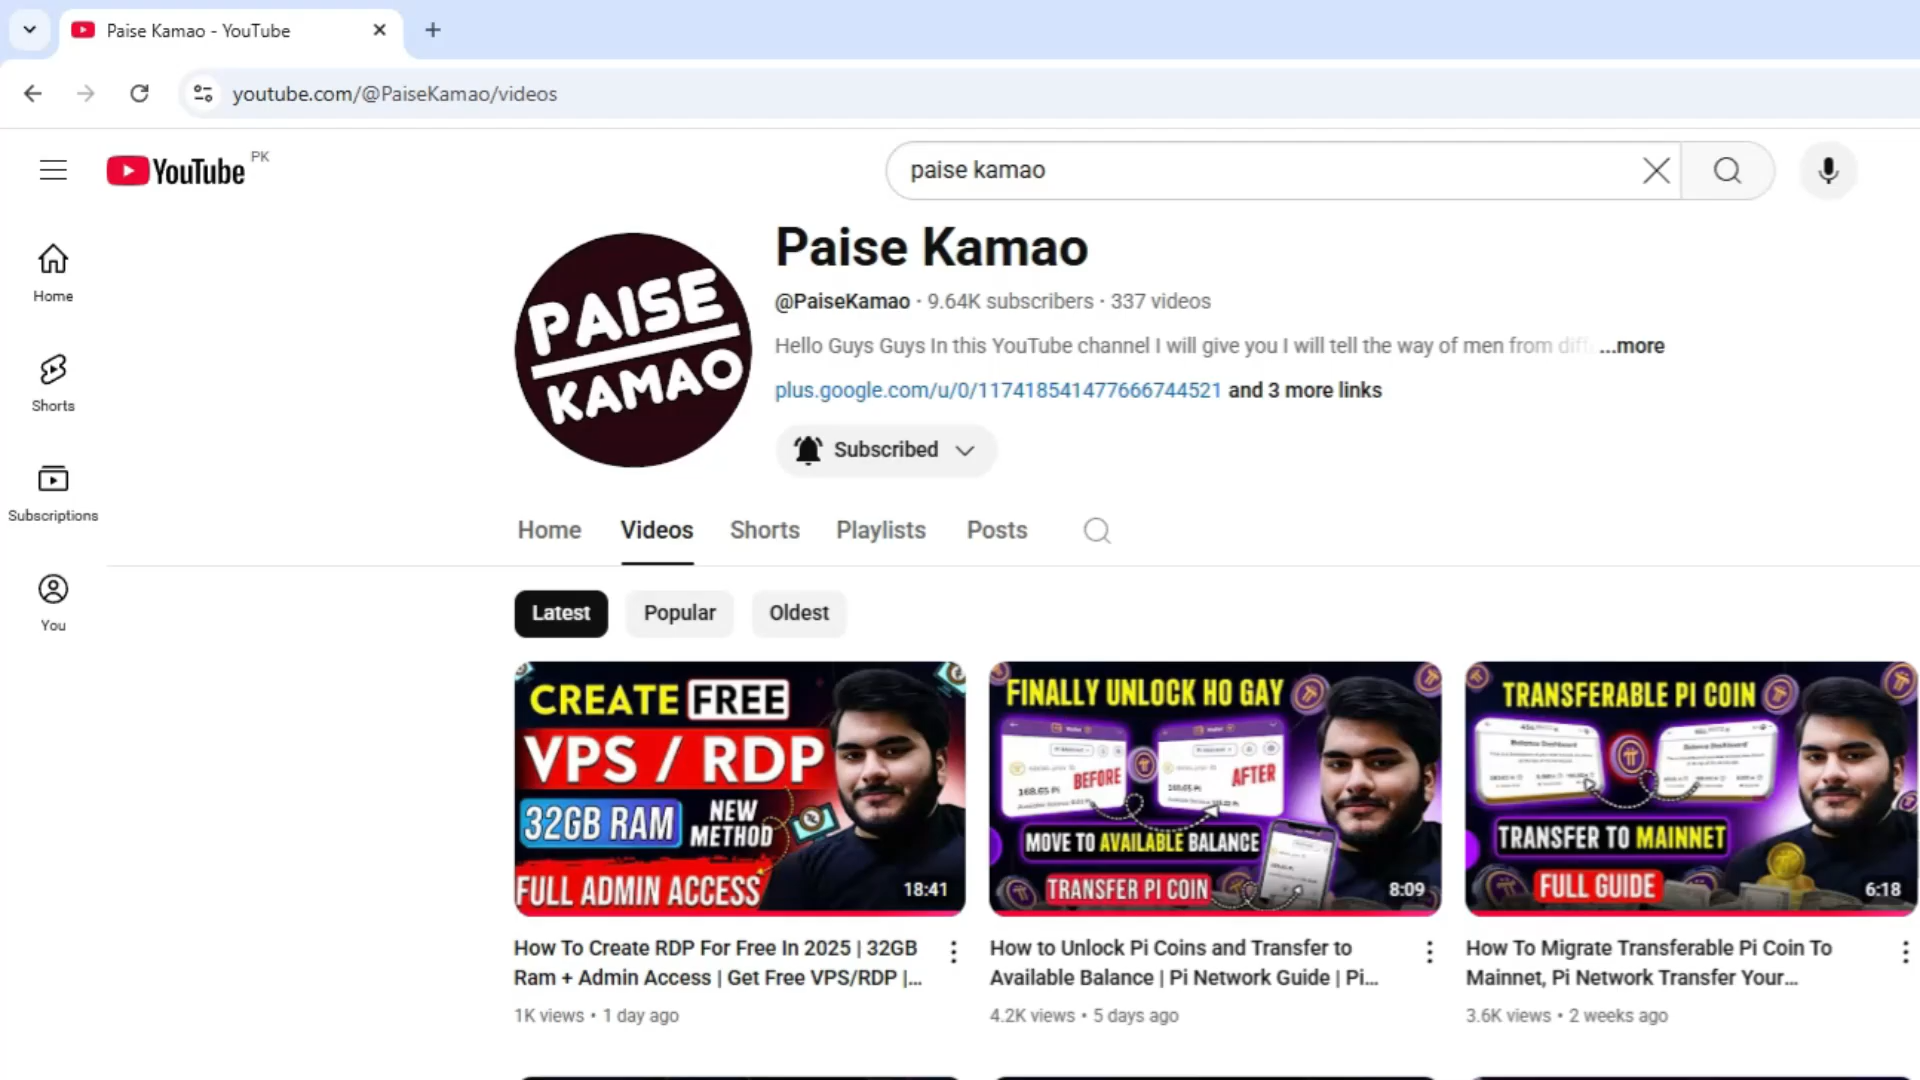 Paise Kamao - YouTube
youtube.com/@PaiseKamao/videos
YouTube PK
paise kamao
Home
Shorts
Subscriptions
You
PAISE
KAMAO
Paise Kamao
@PaiseKamao · 9.64K subscribers · 337 videos
Hello Guys Guys In this YouTube channel I will give you I will tell the way of men from diff ...more
plus.google.com/u/0/117418541477666744521 and 3 more links
Subscribed
Home Videos Shorts Playlists Posts
Latest Popular Oldest
CREATE FREE
VPS / RDP
32GB RAM NEW METHOD
FULL ADMIN ACCESS
18:41
FINALLY UNLOCK HO GAY
BEFORE AFTER
168.65 Pi
MOVE TO AVAILABLE BALANCE
TRANSFER PI COIN
8:09
TRANSFERABLE PI COIN
Balance Dashboard
TRANSFER TO MAINNET
FULL GUIDE
6:18
How To Create RDP For Free In 2025 | 32GB
Ram + Admin Access | Get Free VPS/RDP |...
1K views • 1 day ago
How to Unlock Pi Coins and Transfer to
Available Balance | Pi Network Guide | Pi...
4.2K views • 5 days ago
How To Migrate Transferable Pi Coin To
Mainnet, Pi Network Transfer Your...
3.6K views • 2 weeks ago